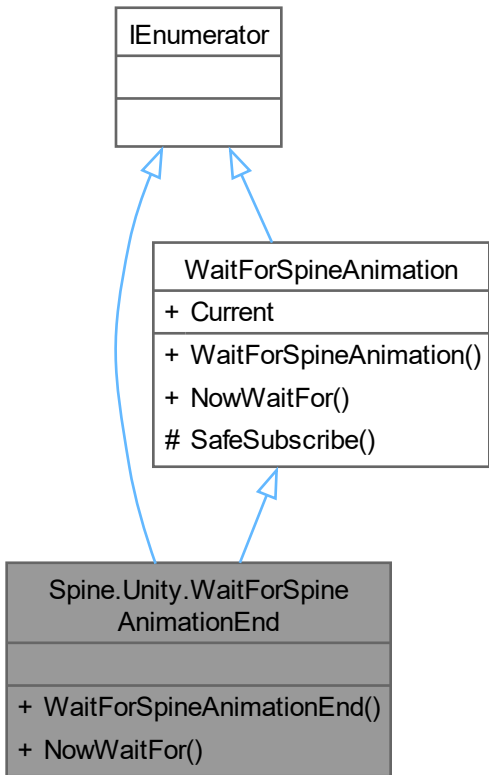 IEnumerator
WaitForSpineAnimation
+ Current
+ WaitForSpineAnimation()
+ NowWaitFor()
# SafeSubscribe()
Spine.Unity.WaitForSpine
AnimationEnd
+ WaitForSpineAnimationEnd()
+ NowWaitFor()